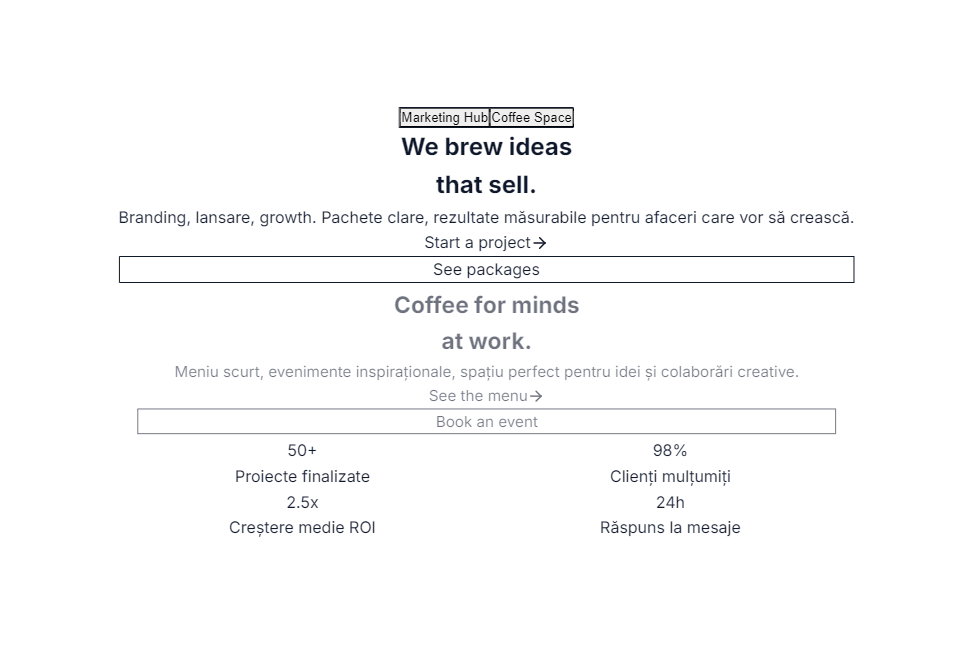 Marketing Hub Coffee Space
We brew ideas
that sell.
Branding, lansare, growth. Pachete clare, rezultate măsurabile pentru afaceri care vor să crească.
Start a project→
See packages
Coffee for minds
at work.
Meniu scurt, evenimente inspiraționale, spațiu perfect pentru idei și colaborări creative.
See the menu→
Book an event
50+ 98%
Proiecte finalizate Clienți mulțumiți
2.5x 24h
Creștere medie ROI Răspuns la mesaje